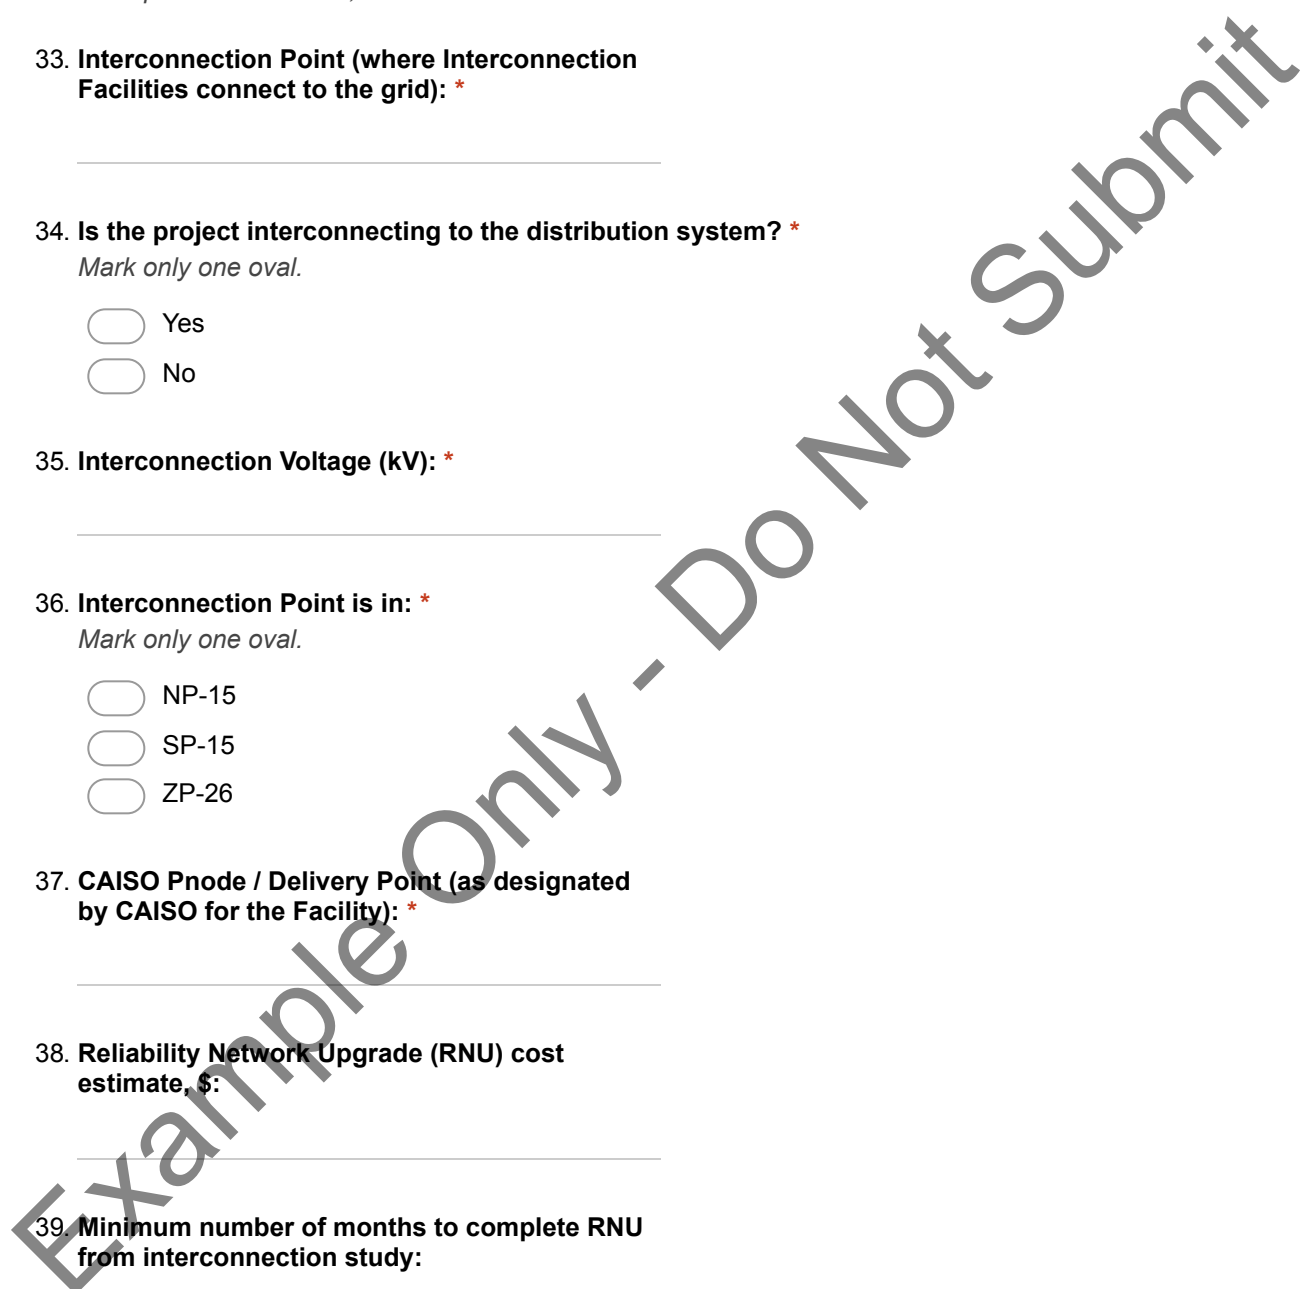 33. Interconnection Point (where Interconnection
Facilities connect to the grid): *
34. Is the project interconnecting to the distribution system? *
Mark only one oval.
Yes
No
35. Interconnection Voltage (kV): *
36. Interconnection Point is in: *
Mark only one oval.
NP-15
SP-15
ZP-26
37. CAISO Pnode / Delivery Point (as designated
by CAISO for the Facility): *
38. Reliability Network Upgrade (RNU) cost
estimate, $:
39. Minimum number of months to complete RNU
from interconnection study:
Example Only - Do Not Submit